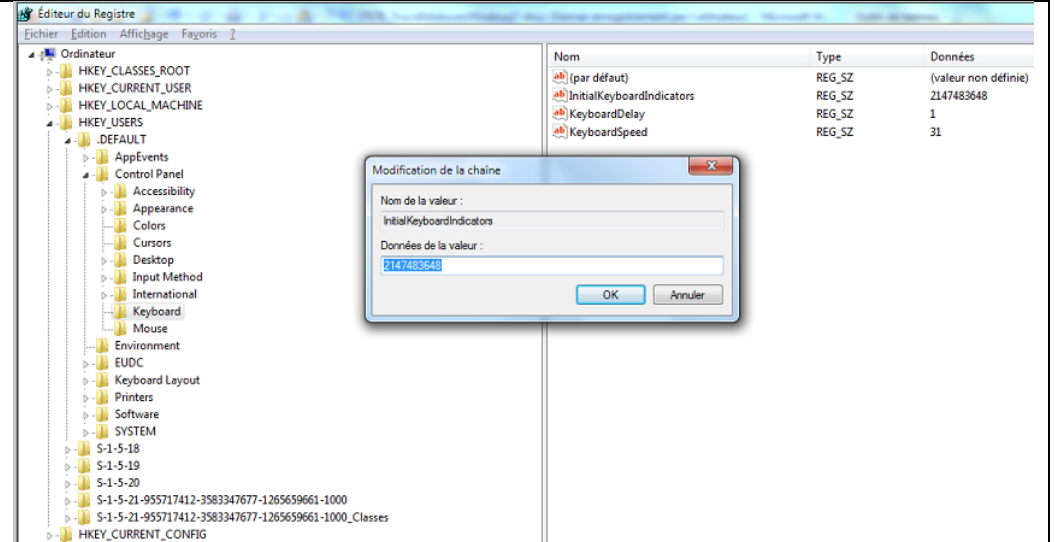 Éditeur du Registre
Fichier Edition Affichage Favoris ?
Ordinateur
HKEY_CLASSES_ROOT
HKEY_CURRENT_USER
HKEY_LOCAL_MACHINE
HKEY_USERS
.DEFAULT
AppEvents
Control Panel
Accessibility
Appearance
Colors
Cursors
Desktop
Input Method
International
Keyboard
Mouse
Environment
EUDC
Keyboard Layout
Printers
Software
SYSTEM
S-1-5-18
S-1-5-19
S-1-5-20
S-1-5-21-955717412-3583347677-1265659661-1000
S-1-5-21-955717412-3583347677-1265659661-1000_Classes
HKEY_CURRENT_CONFIG
Nom Type Données
(par défaut) REG_SZ (valeur non définie)
InitialKeyboardIndicators REG_SZ 2147483648
KeyboardDelay REG_SZ 1
KeyboardSpeed REG_SZ 31
Modification de la chaîne
Nom de la valeur :
InitialKeyboardIndicators
Données de la valeur :
2147483648
OK Annuler